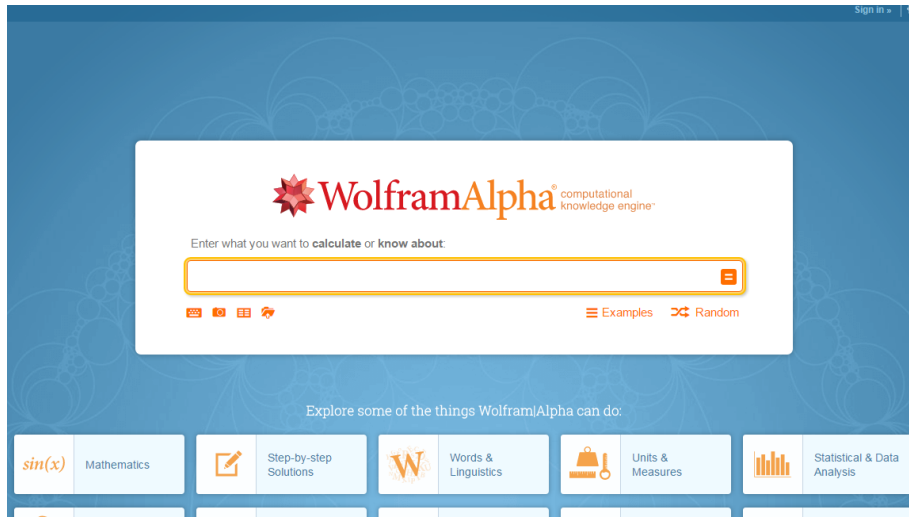 Sign in »
WolframAlpha® computational
knowledge engine™
Enter what you want to calculate or know about:
Examples Random
Explore some of the things Wolfram|Alpha can do:
sin(x) Mathematics
Step-by-step
Solutions
W Words &
Linguistics
Units &
Measures
Statistical & Data
Analysis